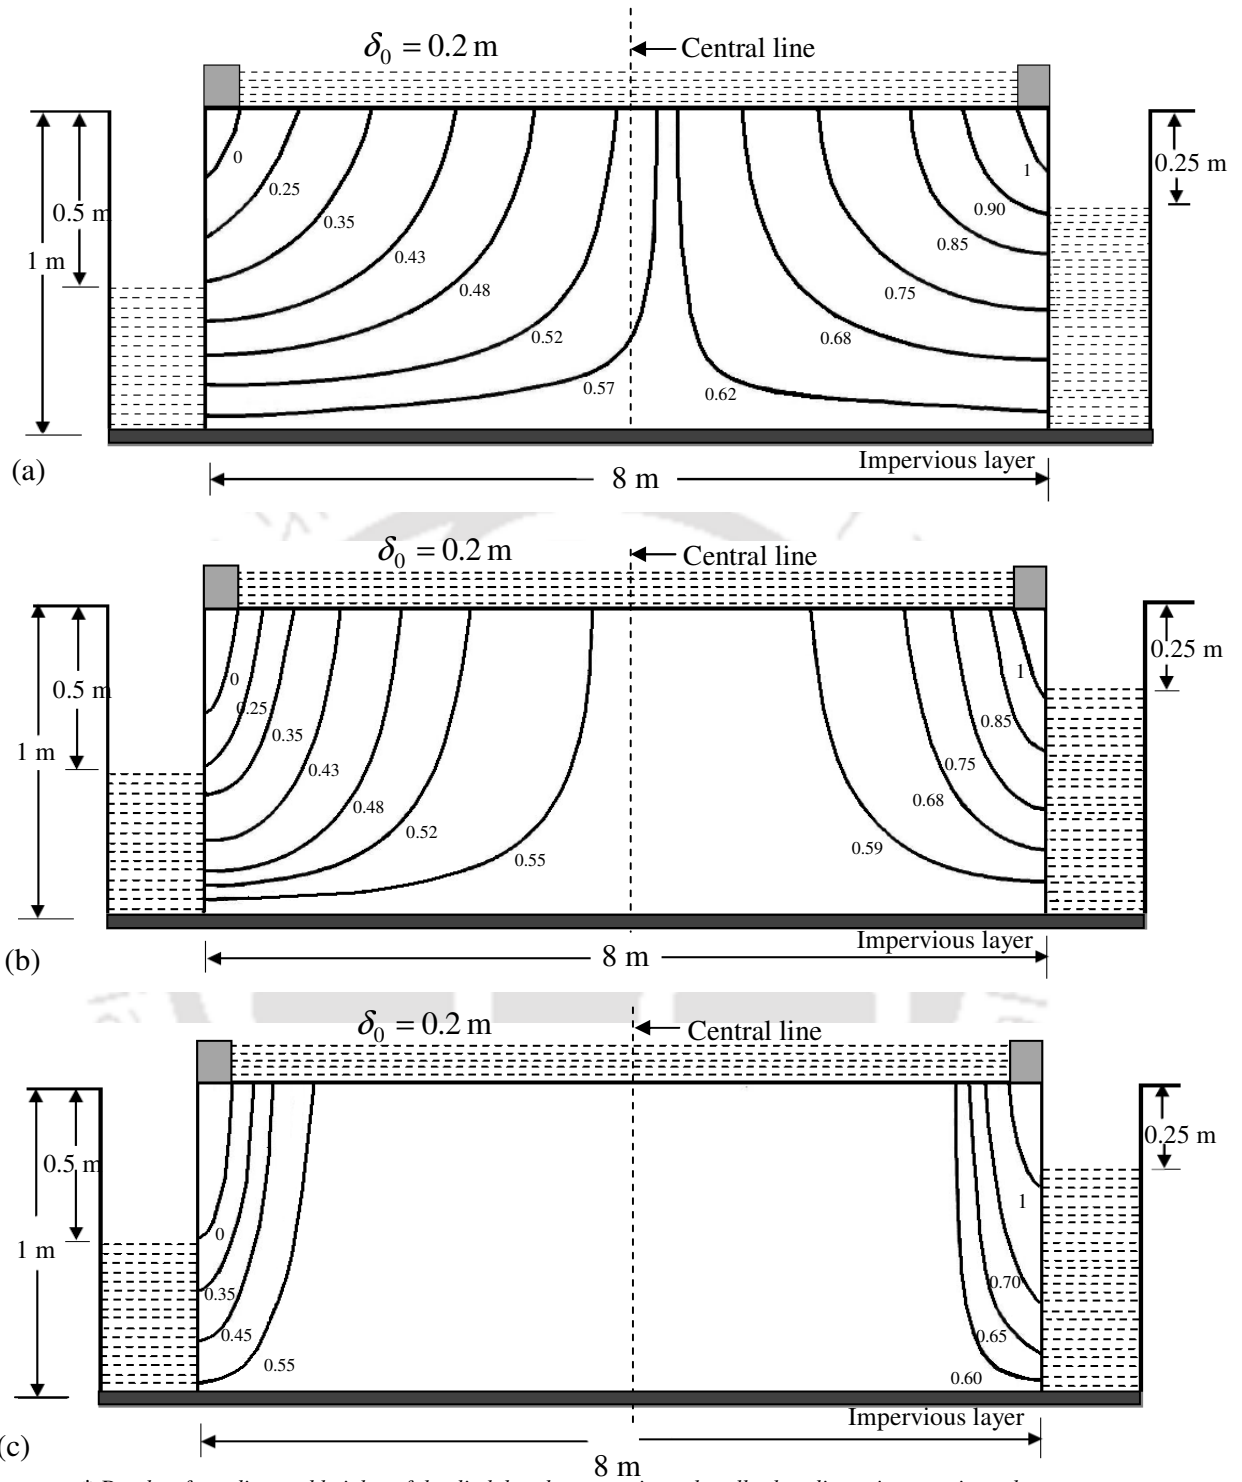 δ₀ = 0.2 m
Central line
0.5 m
1 m
0.25 m
0
0.25
0.35
0.43
0.48
0.52
0.57
0.62
0.68
0.75
0.85
0.90
1
Impervious layer
(a)
8 m
δ₀ = 0.2 m
Central line
0.5 m
1 m
0.25 m
0
0.25
0.35
0.43
0.48
0.52
0.55
0.59
0.68
0.75
0.85
1
Impervious layer
(b)
8 m
δ₀ = 0.2 m
Central line
0.5 m
1 m
0.25 m
0
0.35
0.45
0.55
0.60
0.65
0.70
1
Impervious layer
(c)
8 m